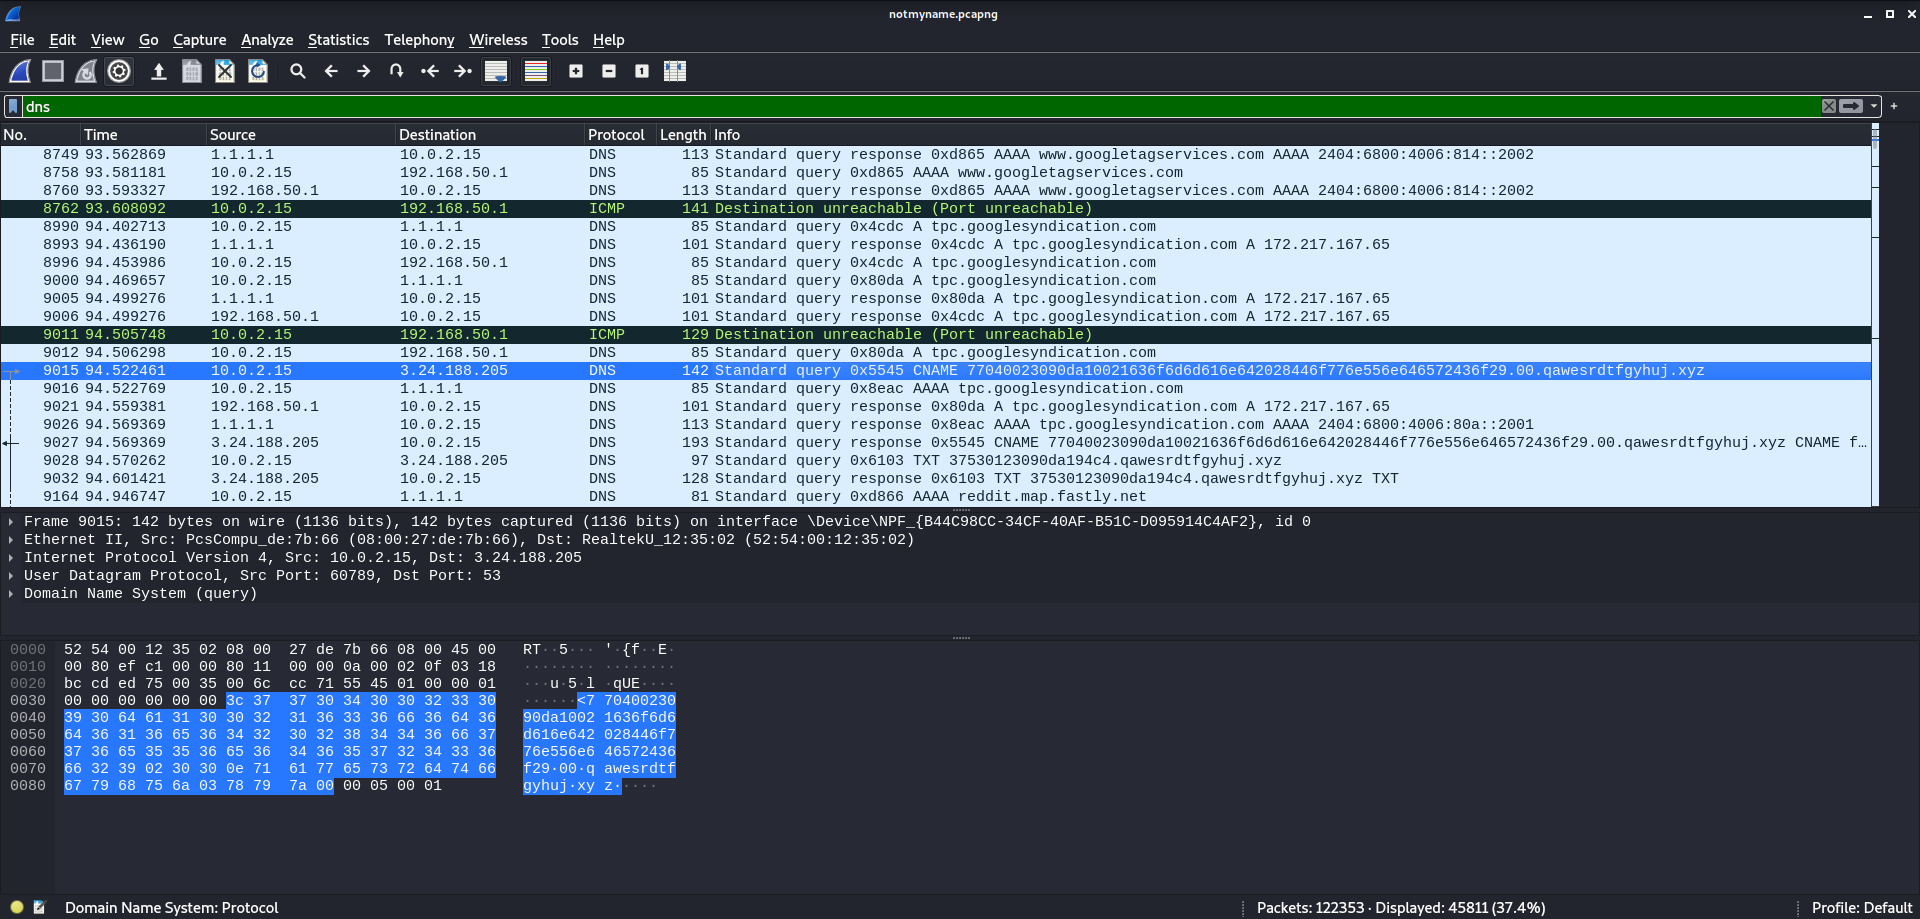 notmyname.pcapng
File Edit View Go Capture Analyze Statistics Telephony Wireless Tools Help
dns
No. Time Source Destination Protocol Length Info
8749 93.562869 1.1.1.1 10.0.2.15 DNS 113 Standard query response 0xd865 AAAA www.googletagservices.com AAAA 2404:6800:4006:814::2002
8758 93.581181 10.0.2.15 192.168.50.1 DNS 85 Standard query 0xd865 AAAA www.googletagservices.com
8760 93.593327 192.168.50.1 10.0.2.15 DNS 113 Standard query response 0xd865 AAAA www.googletagservices.com AAAA 2404:6800:4006:814::2002
8762 93.608092 10.0.2.15 192.168.50.1 ICMP 141 Destination unreachable (Port unreachable)
8990 94.402713 10.0.2.15 1.1.1.1 DNS 85 Standard query 0x4cdc A tpc.googlesyndication.com
8993 94.436190 1.1.1.1 10.0.2.15 DNS 101 Standard query response 0x4cdc A tpc.googlesyndication.com A 172.217.167.65
8996 94.453986 10.0.2.15 192.168.50.1 DNS 85 Standard query 0x4cdc A tpc.googlesyndication.com
9000 94.469657 10.0.2.15 1.1.1.1 DNS 85 Standard query 0x80da A tpc.googlesyndication.com
9005 94.499276 1.1.1.1 10.0.2.15 DNS 101 Standard query response 0x80da A tpc.googlesyndication.com A 172.217.167.65
9006 94.499276 192.168.50.1 10.0.2.15 DNS 101 Standard query response 0x4cdc A tpc.googlesyndication.com A 172.217.167.65
9011 94.505748 10.0.2.15 192.168.50.1 ICMP 129 Destination unreachable (Port unreachable)
9012 94.506298 10.0.2.15 192.168.50.1 DNS 85 Standard query 0x80da A tpc.googlesyndication.com
9015 94.522461 10.0.2.15 3.24.188.205 DNS 142 Standard query 0x5545 CNAME 77040023090da10021636f6d6d616e642028446f776e556e646572436f29.00.qawesrdtfgyhuj.xyz
9016 94.522769 10.0.2.15 1.1.1.1 DNS 85 Standard query 0x8eac AAAA tpc.googlesyndication.com
9021 94.559381 192.168.50.1 10.0.2.15 DNS 101 Standard query response 0x80da A tpc.googlesyndication.com A 172.217.167.65
9026 94.569369 1.1.1.1 10.0.2.15 DNS 113 Standard query response 0x8eac AAAA tpc.googlesyndication.com AAAA 2404:6800:4006:80a::2001
9027 94.569369 3.24.188.205 10.0.2.15 DNS 193 Standard query response 0x5545 CNAME 77040023090da10021636f6d6d616e642028446f776e556e646572436f29.00.qawesrdtfgyhuj.xyz CNAME f…
9028 94.570262 10.0.2.15 3.24.188.205 DNS 97 Standard query 0x6103 TXT 37530123090da194c4.qawesrdtfgyhuj.xyz
9032 94.601421 3.24.188.205 10.0.2.15 DNS 128 Standard query response 0x6103 TXT 37530123090da194c4.qawesrdtfgyhuj.xyz TXT
9164 94.946747 10.0.2.15 1.1.1.1 DNS 81 Standard query 0xd866 AAAA reddit.map.fastly.net
Frame 9015: 142 bytes on wire (1136 bits), 142 bytes captured (1136 bits) on interface \Device\NPF_{B44C98CC-34CF-40AF-B51C-D095914C4AF2}, id 0
Ethernet II, Src: PcsCompu_de:7b:66 (08:00:27:de:7b:66), Dst: RealtekU_12:35:02 (52:54:00:12:35:02)
Internet Protocol Version 4, Src: 10.0.2.15, Dst: 3.24.188.205
User Datagram Protocol, Src Port: 60789, Dst Port: 53
Domain Name System (query)
0000 52 54 00 12 35 02 08 00 27 de 7b 66 08 00 45 00 RT··5··· '·{f··E·
0010 00 80 ef c1 00 00 80 11 00 00 0a 00 02 0f 03 18 ········ ········
0020 bc cd ed 75 00 35 00 6c cc 71 55 45 01 00 00 01 ···u·5·l ·qUE····
0030 00 00 00 00 00 00 3c 37 37 30 34 30 30 32 33 30 ······<7 70400230
0040 39 30 64 61 31 30 30 32 31 36 33 66 36 64 36 90da1002 1636f6d6
0050 64 36 31 36 65 36 34 32 30 32 38 34 34 36 66 37 d616e642 028446f7
0060 37 36 65 35 35 36 65 36 34 36 35 37 32 34 33 36 76e556e6 46572436
0070 66 32 39 02 30 30 0e 71 61 77 65 73 72 64 74 66 f29·00·q awesrdtf
0080 67 79 68 75 6a 03 78 79 7a 00 00 05 00 01 gyhuj·xy z·····
Domain Name System: Protocol
Packets: 122353 · Displayed: 45811 (37.4%)
Profile: Default